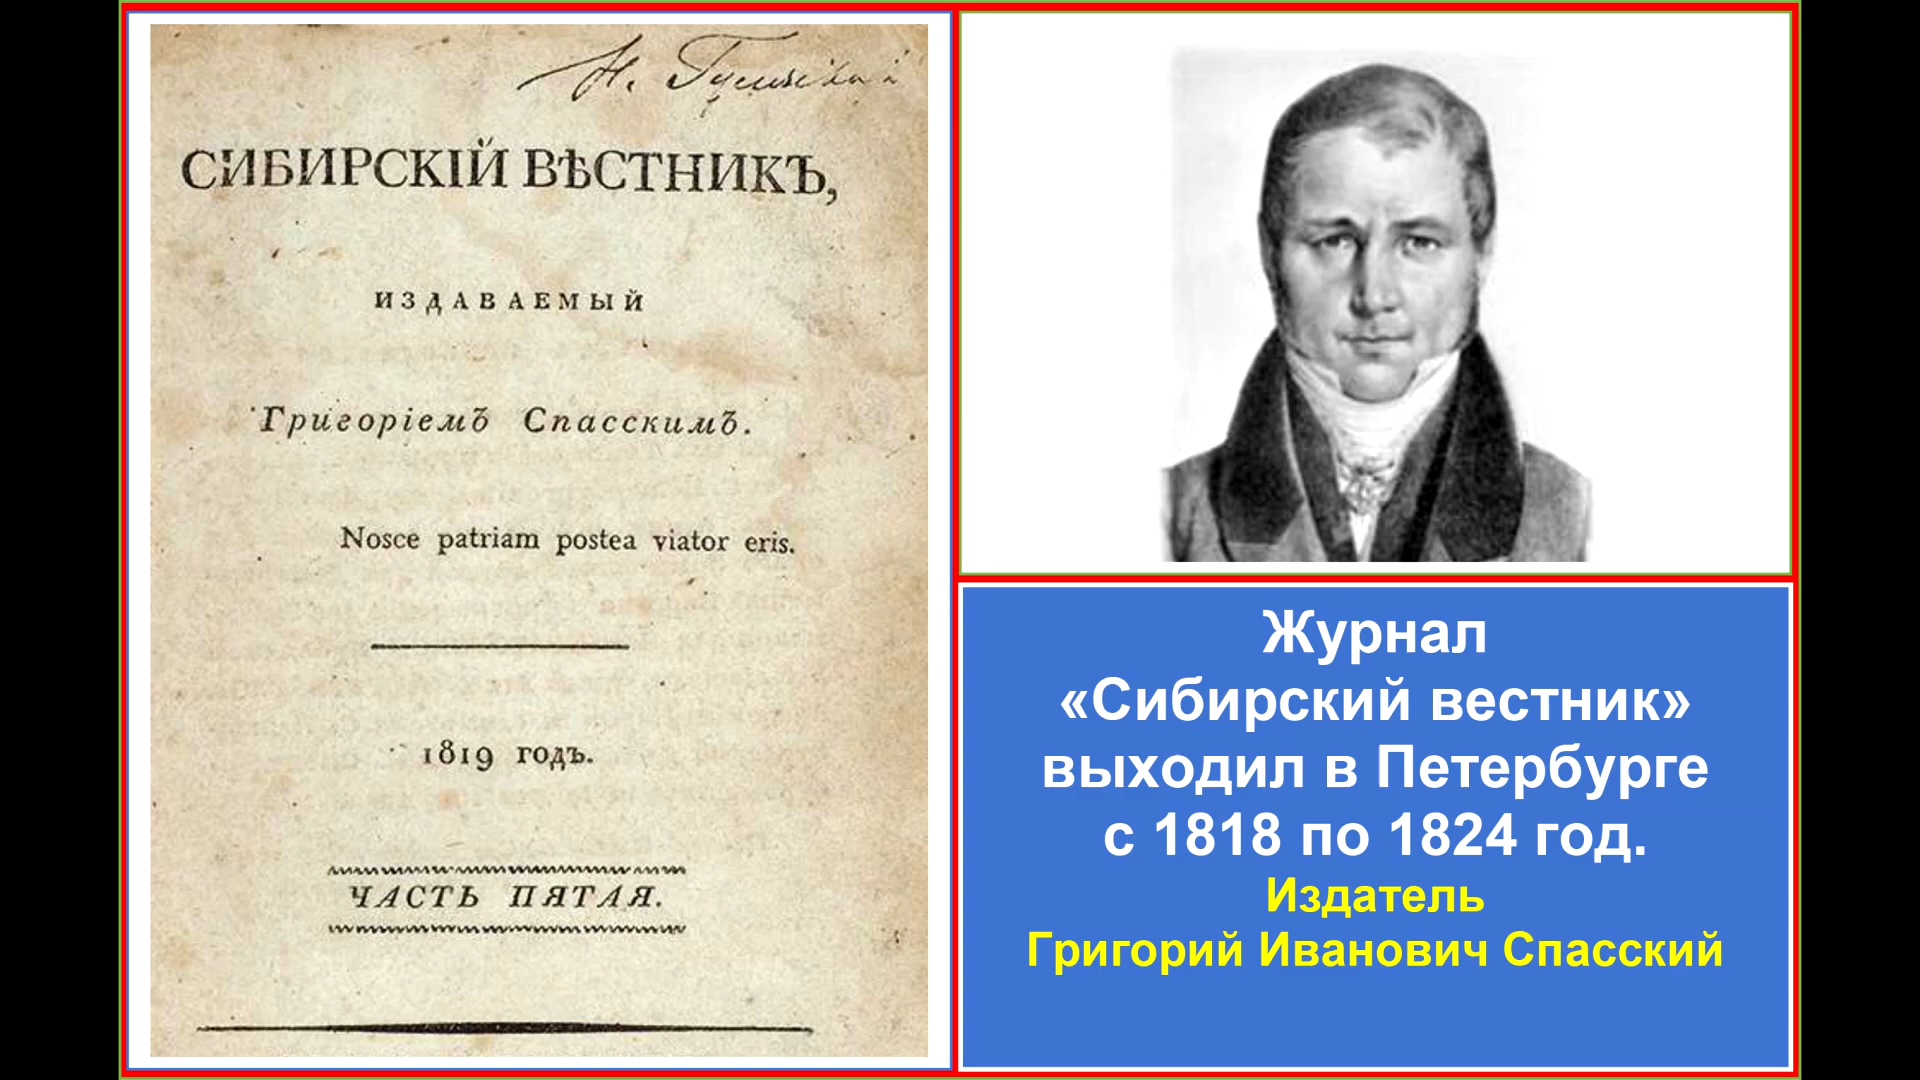 Н.
СИБИРСКІЙ ВѢСТНИКЪ,
ИЗДАВАЕМЫЙ
Григоріемъ Спасскимъ.
Nosce patriam postea viator eris.
1819 годъ.
ЧАСТЬ ПЯТАЯ.
Журнал
«Сибирский вестник»
выходил в Петербурге
с 1818 по 1824 год.
Издатель
Григорий Иванович Спасский